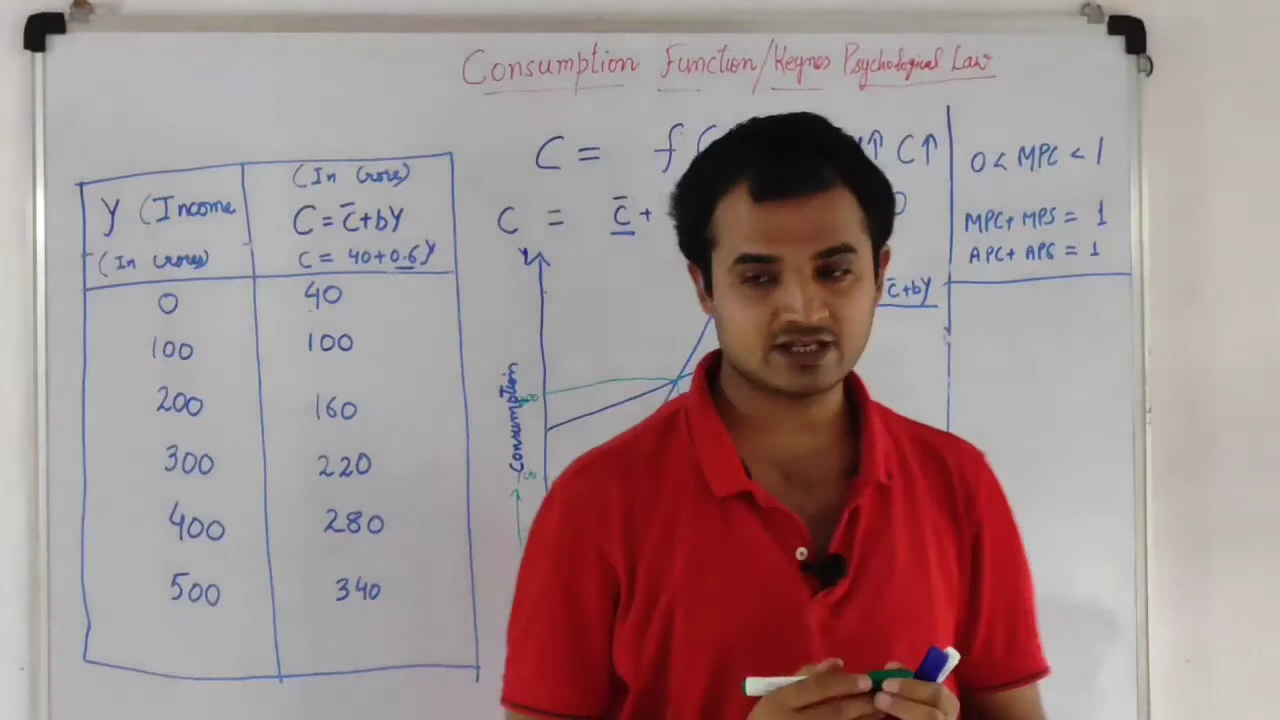 Consumption Function/Keynes Psychological Law
C = f( Y↑ C↑
C = c̄ +
0 < MPC < 1
MPC + MPS = 1
APC + APS = 1
Y (Income (In Crore)
(In crores) C = c̄ + bY
C = 40 + 0.6Y
0 40
100 100
200 160
300 220
400 280
500 340
Y
Consumption
c̄ + bY